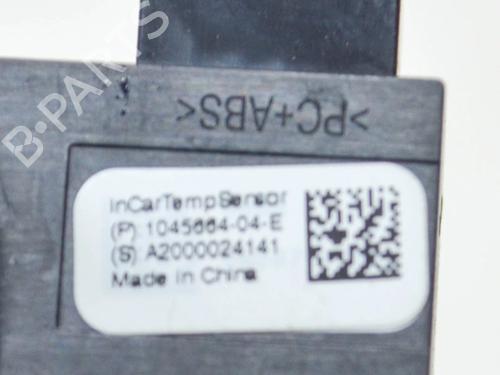 B-PARTS
>PC+ABS<
InCarTempSensor
(P) 1045664-04-E
(S) A2000024141
Made in China